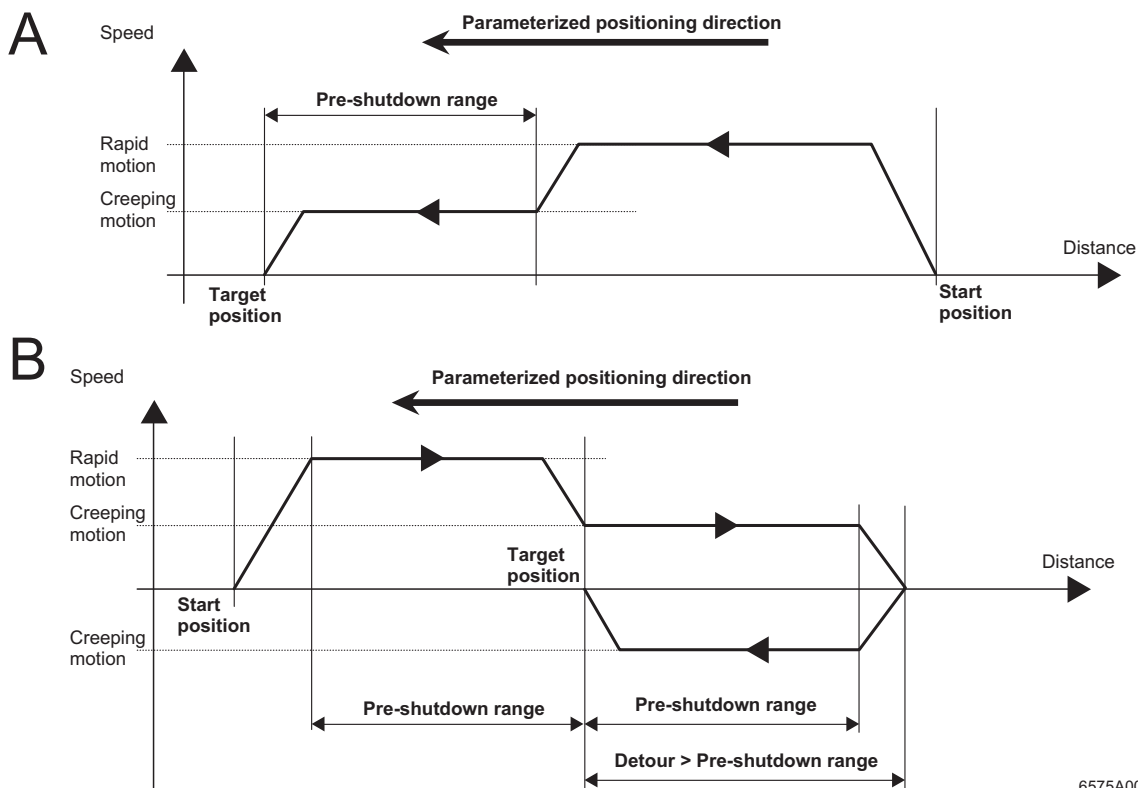 A
Speed
Parameterized positioning direction
Pre-shutdown range
Rapid
motion
Creeping
motion
Distance
Target
position
Start
position
B
Speed
Parameterized positioning direction
Rapid
motion
Creeping
motion
Target
position
Distance
Start
position
Creeping
motion
Pre-shutdown range
Pre-shutdown range
Detour > Pre-shutdown range